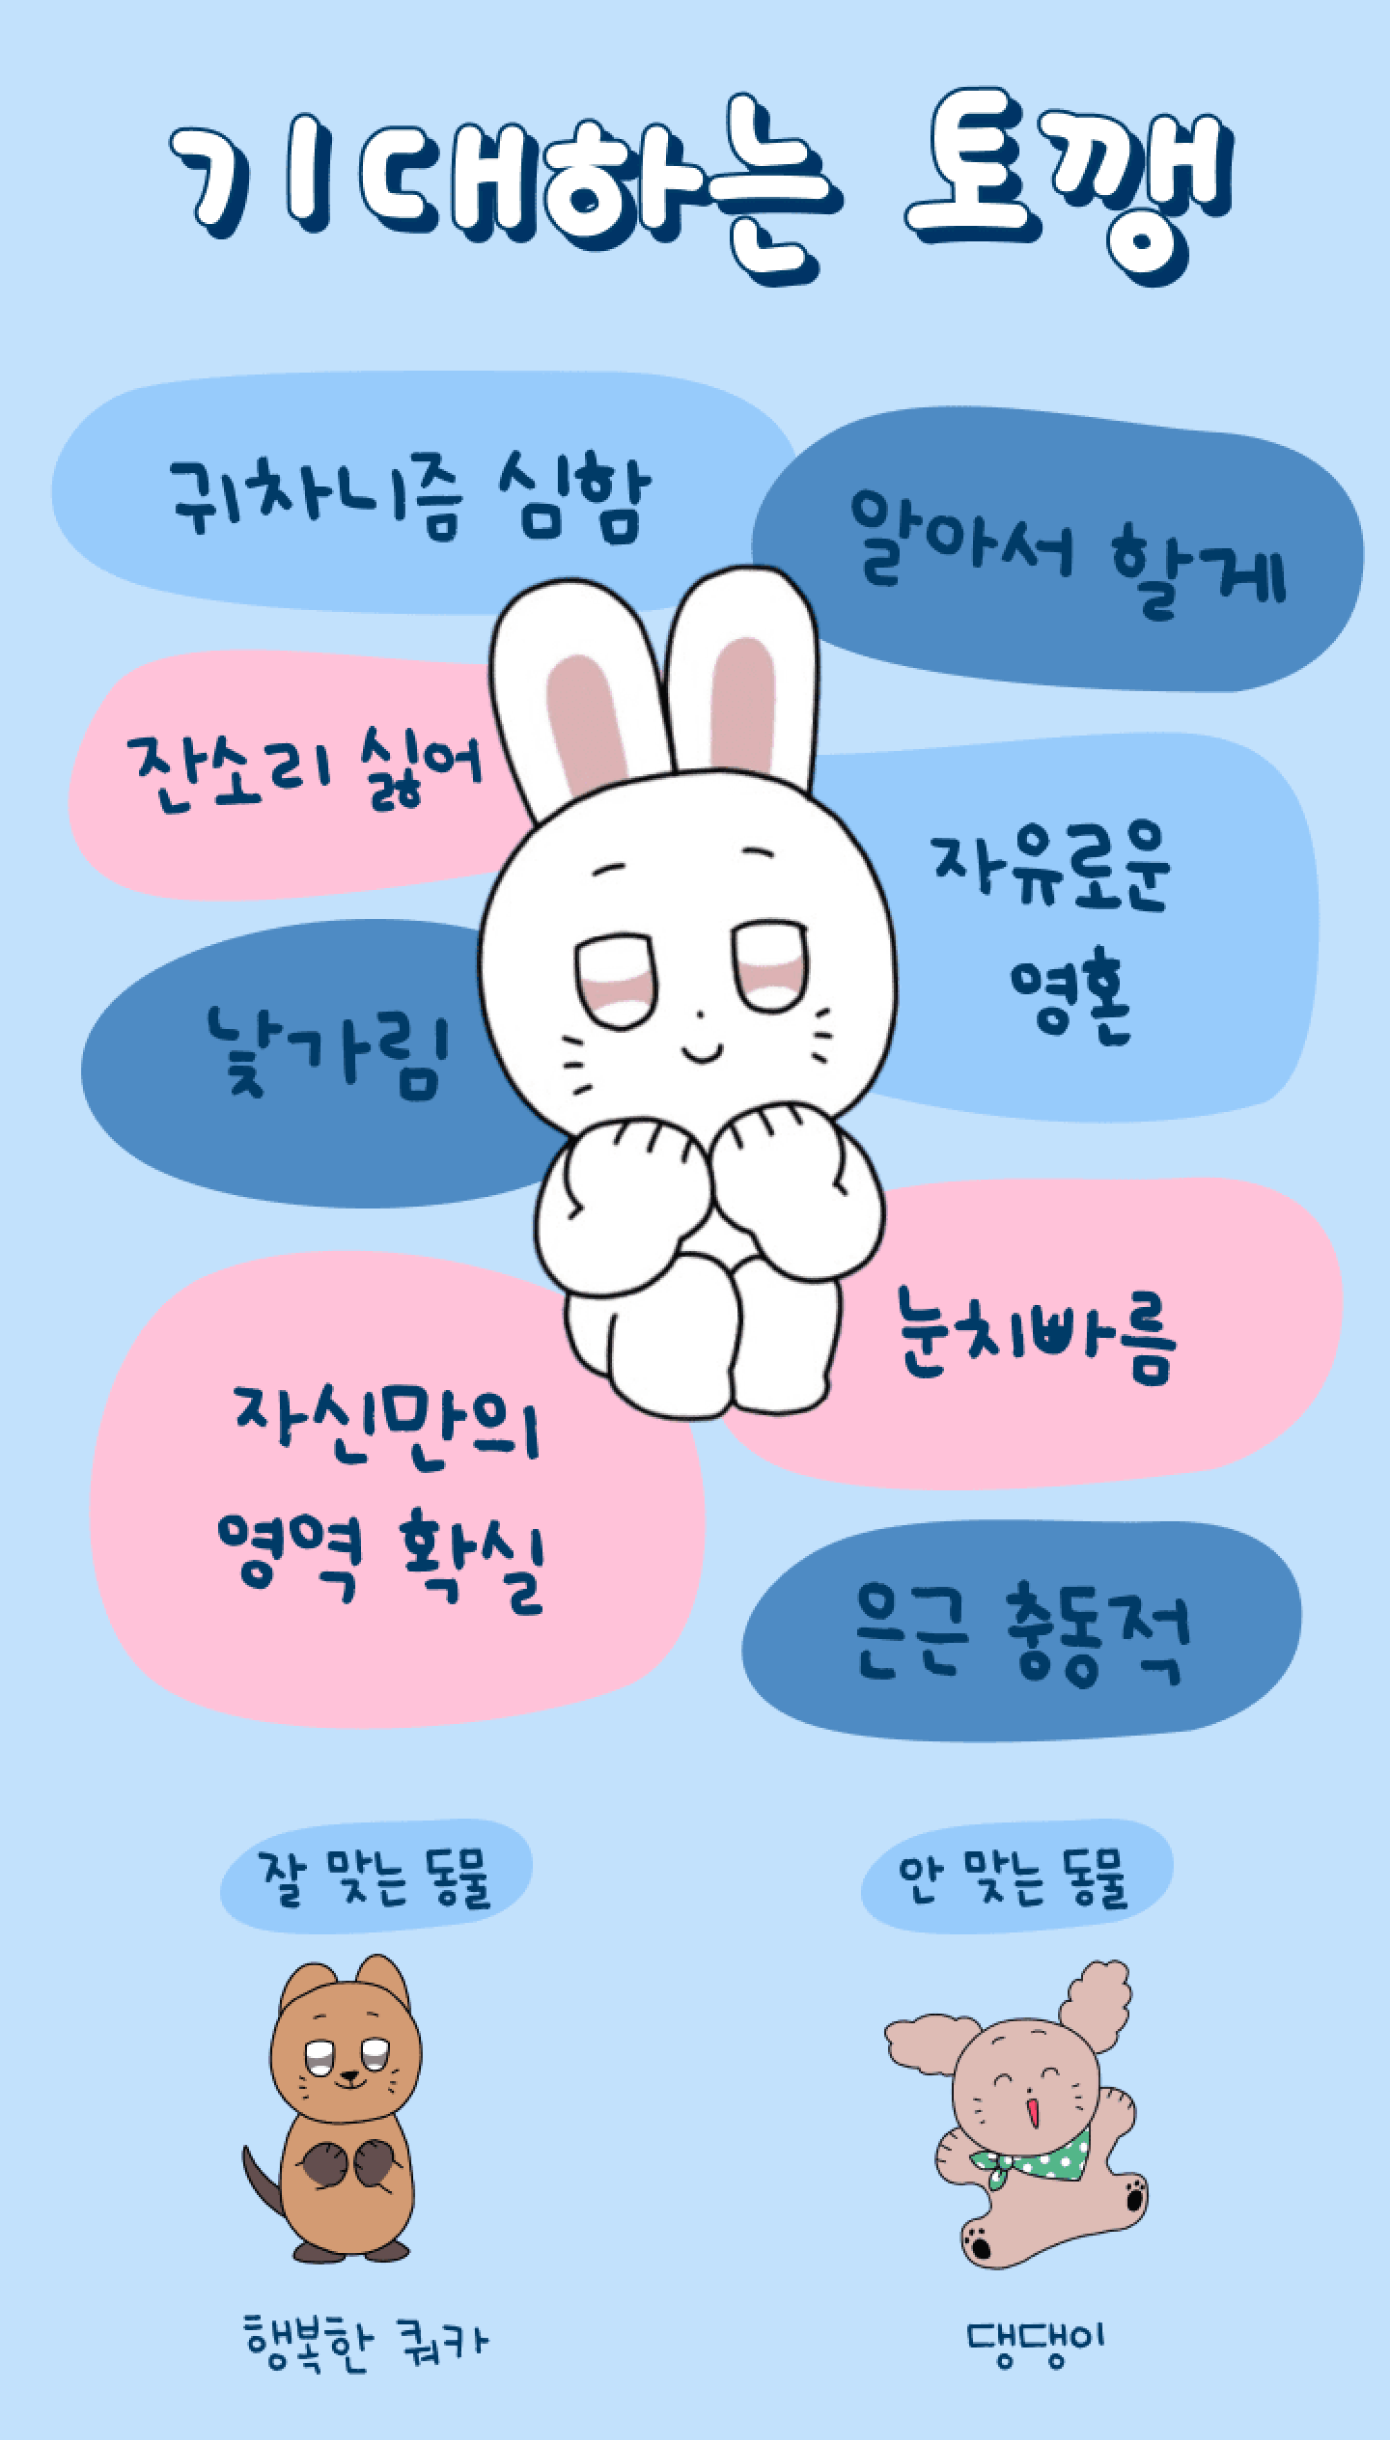 기대하는 토깽
귀차니즘 심함
알아서 할게
잔소리 싫어
자유로운
영혼
낯가림
눈치빠름
자신만의
영역 확실
은근 충동적
잘 맞는 동물
안 맞는 동물
행복한 쿼카
댕댕이